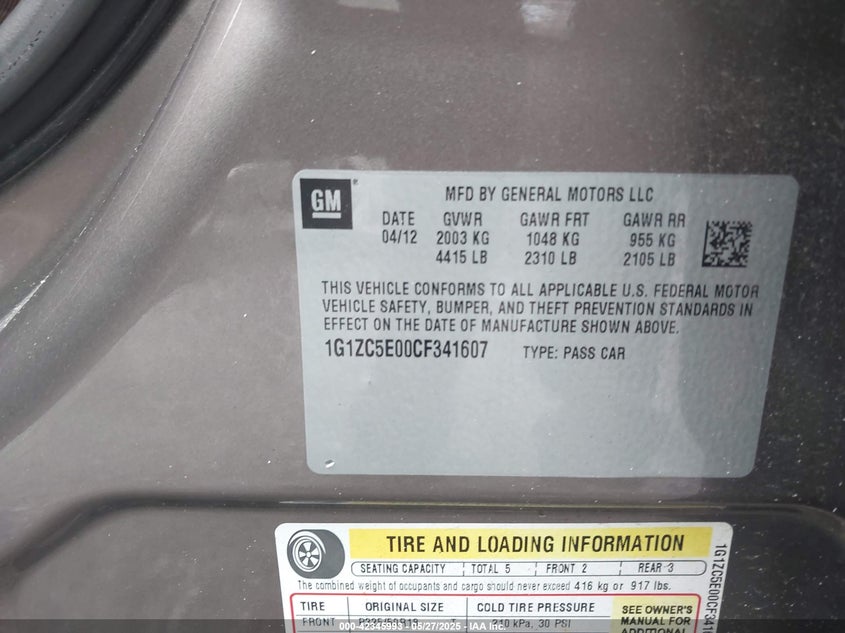 GM
MFD BY GENERAL MOTORS LLC
DATE GVWR GAWR FRT GAWR RR
04/12 2003 KG 1048 KG 955 KG
4415 LB 2310 LB 2105 LB
THIS VEHICLE CONFORMS TO ALL APPLICABLE U.S. FEDERAL MOTOR
VEHICLE SAFETY, BUMPER, AND THEFT PREVENTION STANDARDS IN
EFFECT ON THE DATE OF MANUFACTURE SHOWN ABOVE.
1G1ZC5E00CF341607 TYPE: PASS CAR
TIRE AND LOADING INFORMATION
SEATING CAPACITY TOTAL 5 FRONT 2 REAR 3
The combined weight of occupants and cargo should never exceed 416 kg or 917 lbs.
TIRE ORIGINAL SIZE COLD TIRE PRESSURE
SEE OWNER'S
MANUAL FOR
ADDITIONAL
FRONT kPa, 30 PSI
1G1ZC5E00CF341
000-42345993 - 05/27/2025 - IAA Inc.